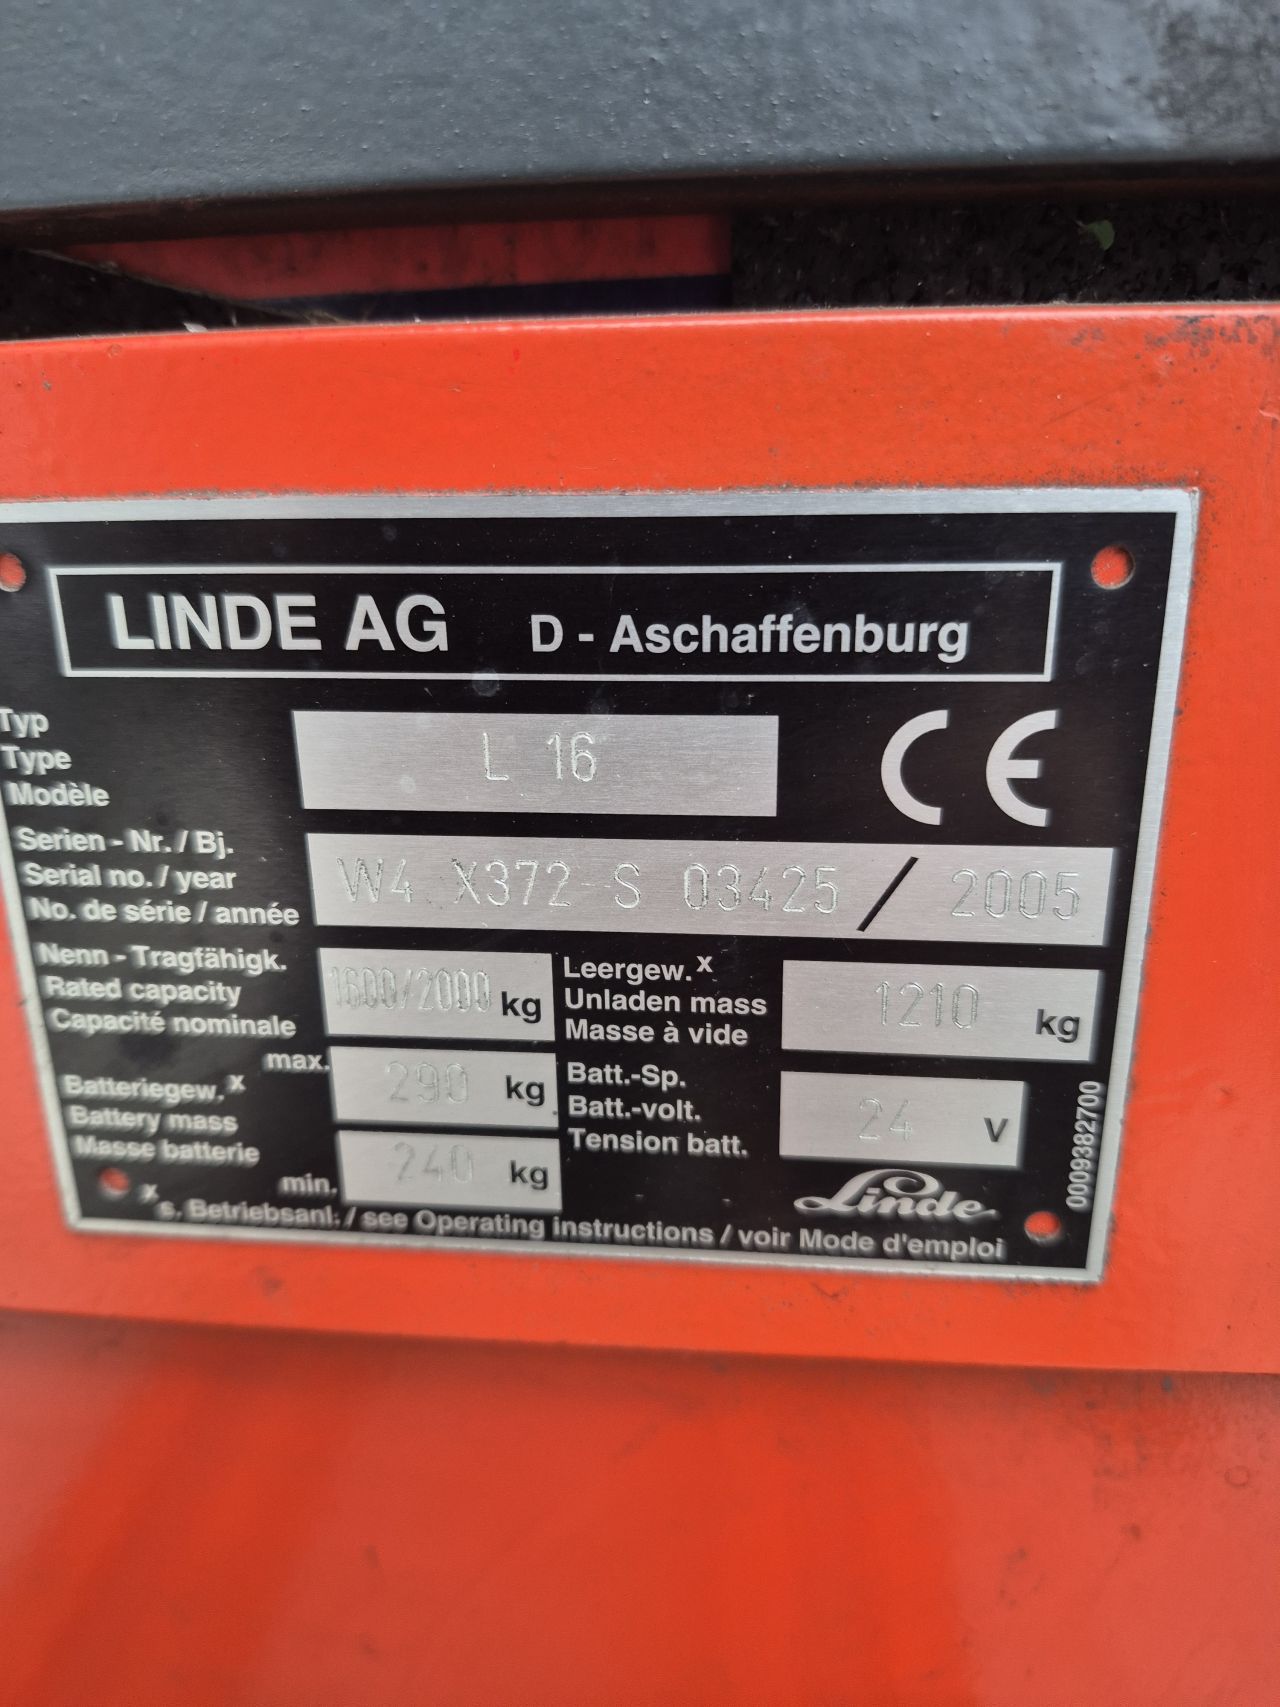 LINDE AG D - Aschaffenburg
Typ
Type
Modèle
L 16
CE
Serien - Nr. / Bj.
Serial no. / year
No. de série / année
W4 X372 S 03425 / 2005
Nenn - Tragfähigk.
Rated capacity
Capacité nominale
1600/2000 kg
Leergew. x
Unladen mass
Masse à vide
1210 kg
max.
Batteriegew. x
Battery mass
Masse batterie
min.
290 kg
240 kg
Batt.-Sp.
Batt.-volt.
Tension batt.
24 V
0009382700
Linde
x s. Betriebsanl. / see Operating instructions / voir Mode d'emploi